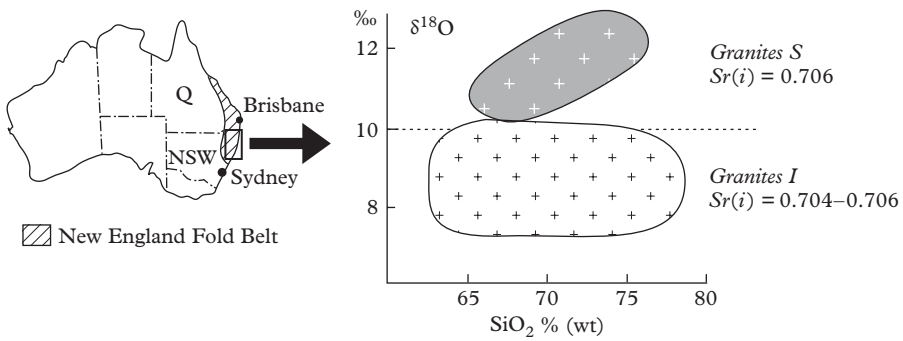 Q
Brisbane
NSW
Sydney
New England Fold Belt
‰
δ¹⁸O
12
10
8
65
70
75
80
SiO₂ % (wt)
Granites S
Sr(i) = 0.706
Granites I
Sr(i) = 0.704–0.706